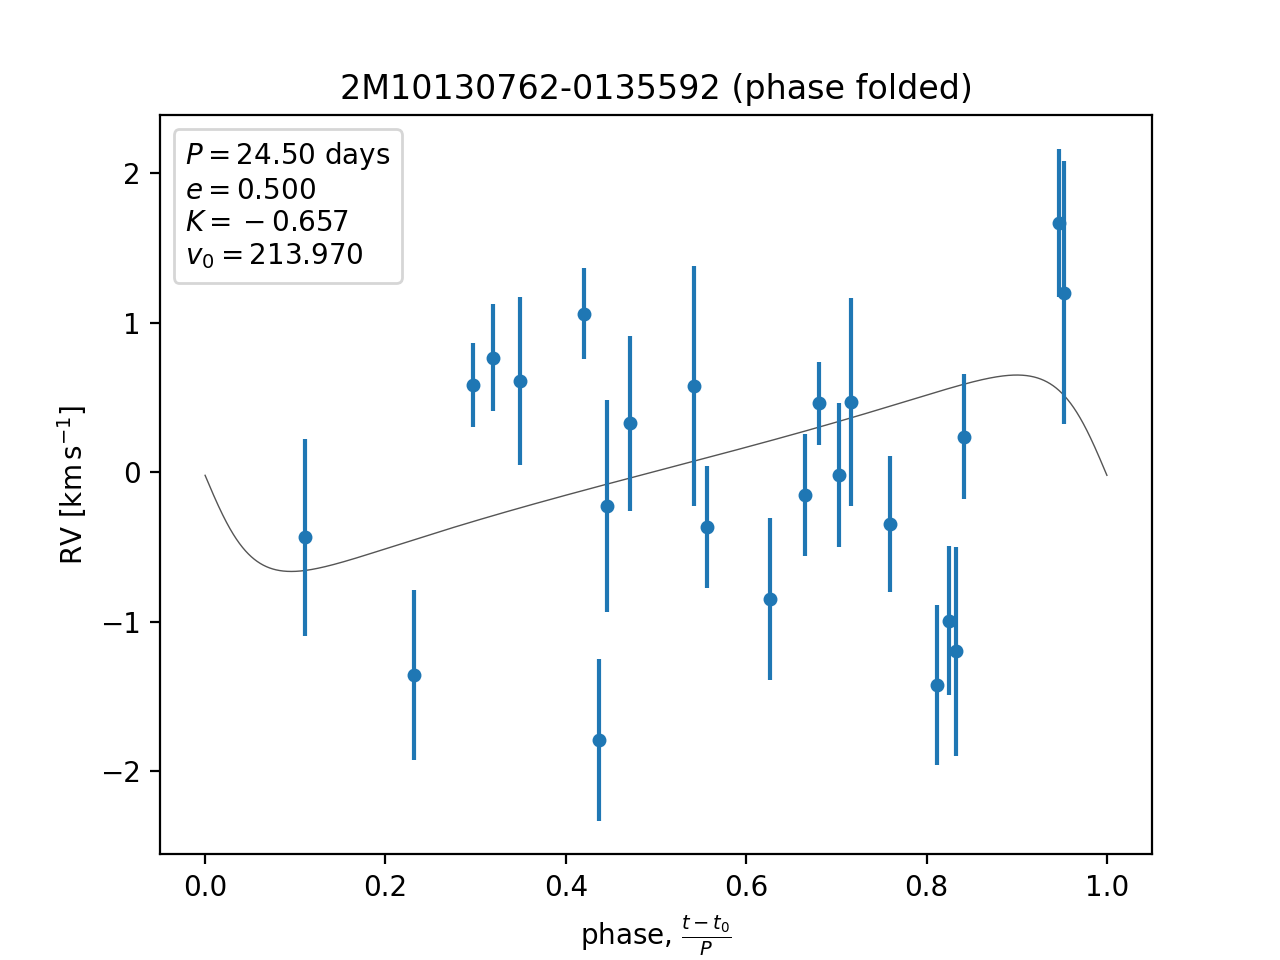 2M10130762-0135592 (phase folded)
P = 24.50 days
e = 0.500
K = −0.657
v₀ = 213.970
2
1
0
−1
−2
RV [km s⁻¹]
0.0 0.2 0.4 0.6 0.8 1.0
phase, (t − t₀)/P